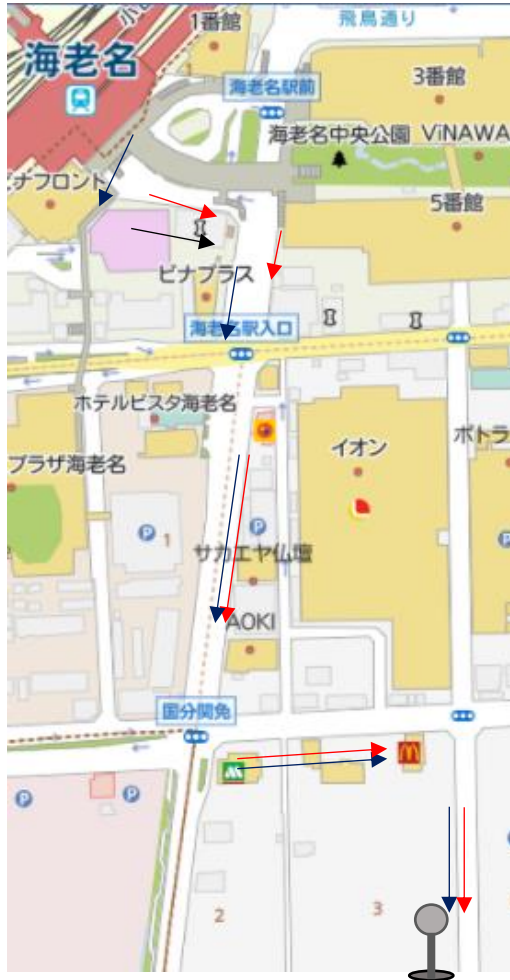 飛鳥通り
1番館
海老名
海老名駅前
3番館
海老名中央公園 ViNAWA
ナフロント
5番館
ビナプラス
海老名駅入口
ホテルビスタ海老名
プラザ海老名
イオン
ボトラ
P
1
P
P
サカエヤ仏壇
AOKI
国分関免
P
P
2
3